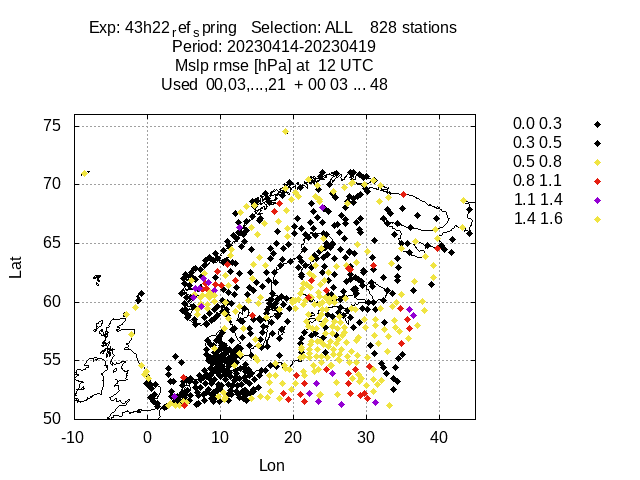 Exp: 43h22ref_spring Selection: ALL 828 stations
Period: 20230414-20230419
Mslp rmse [hPa] at 12 UTC
Used 00,03,...,21 + 00 03 ... 48
75
70
65
60
55
50
-10 0 10 20 30 40
Lat
Lon
0.0 0.3
0.3 0.5
0.5 0.8
0.8 1.1
1.1 1.4
1.4 1.6